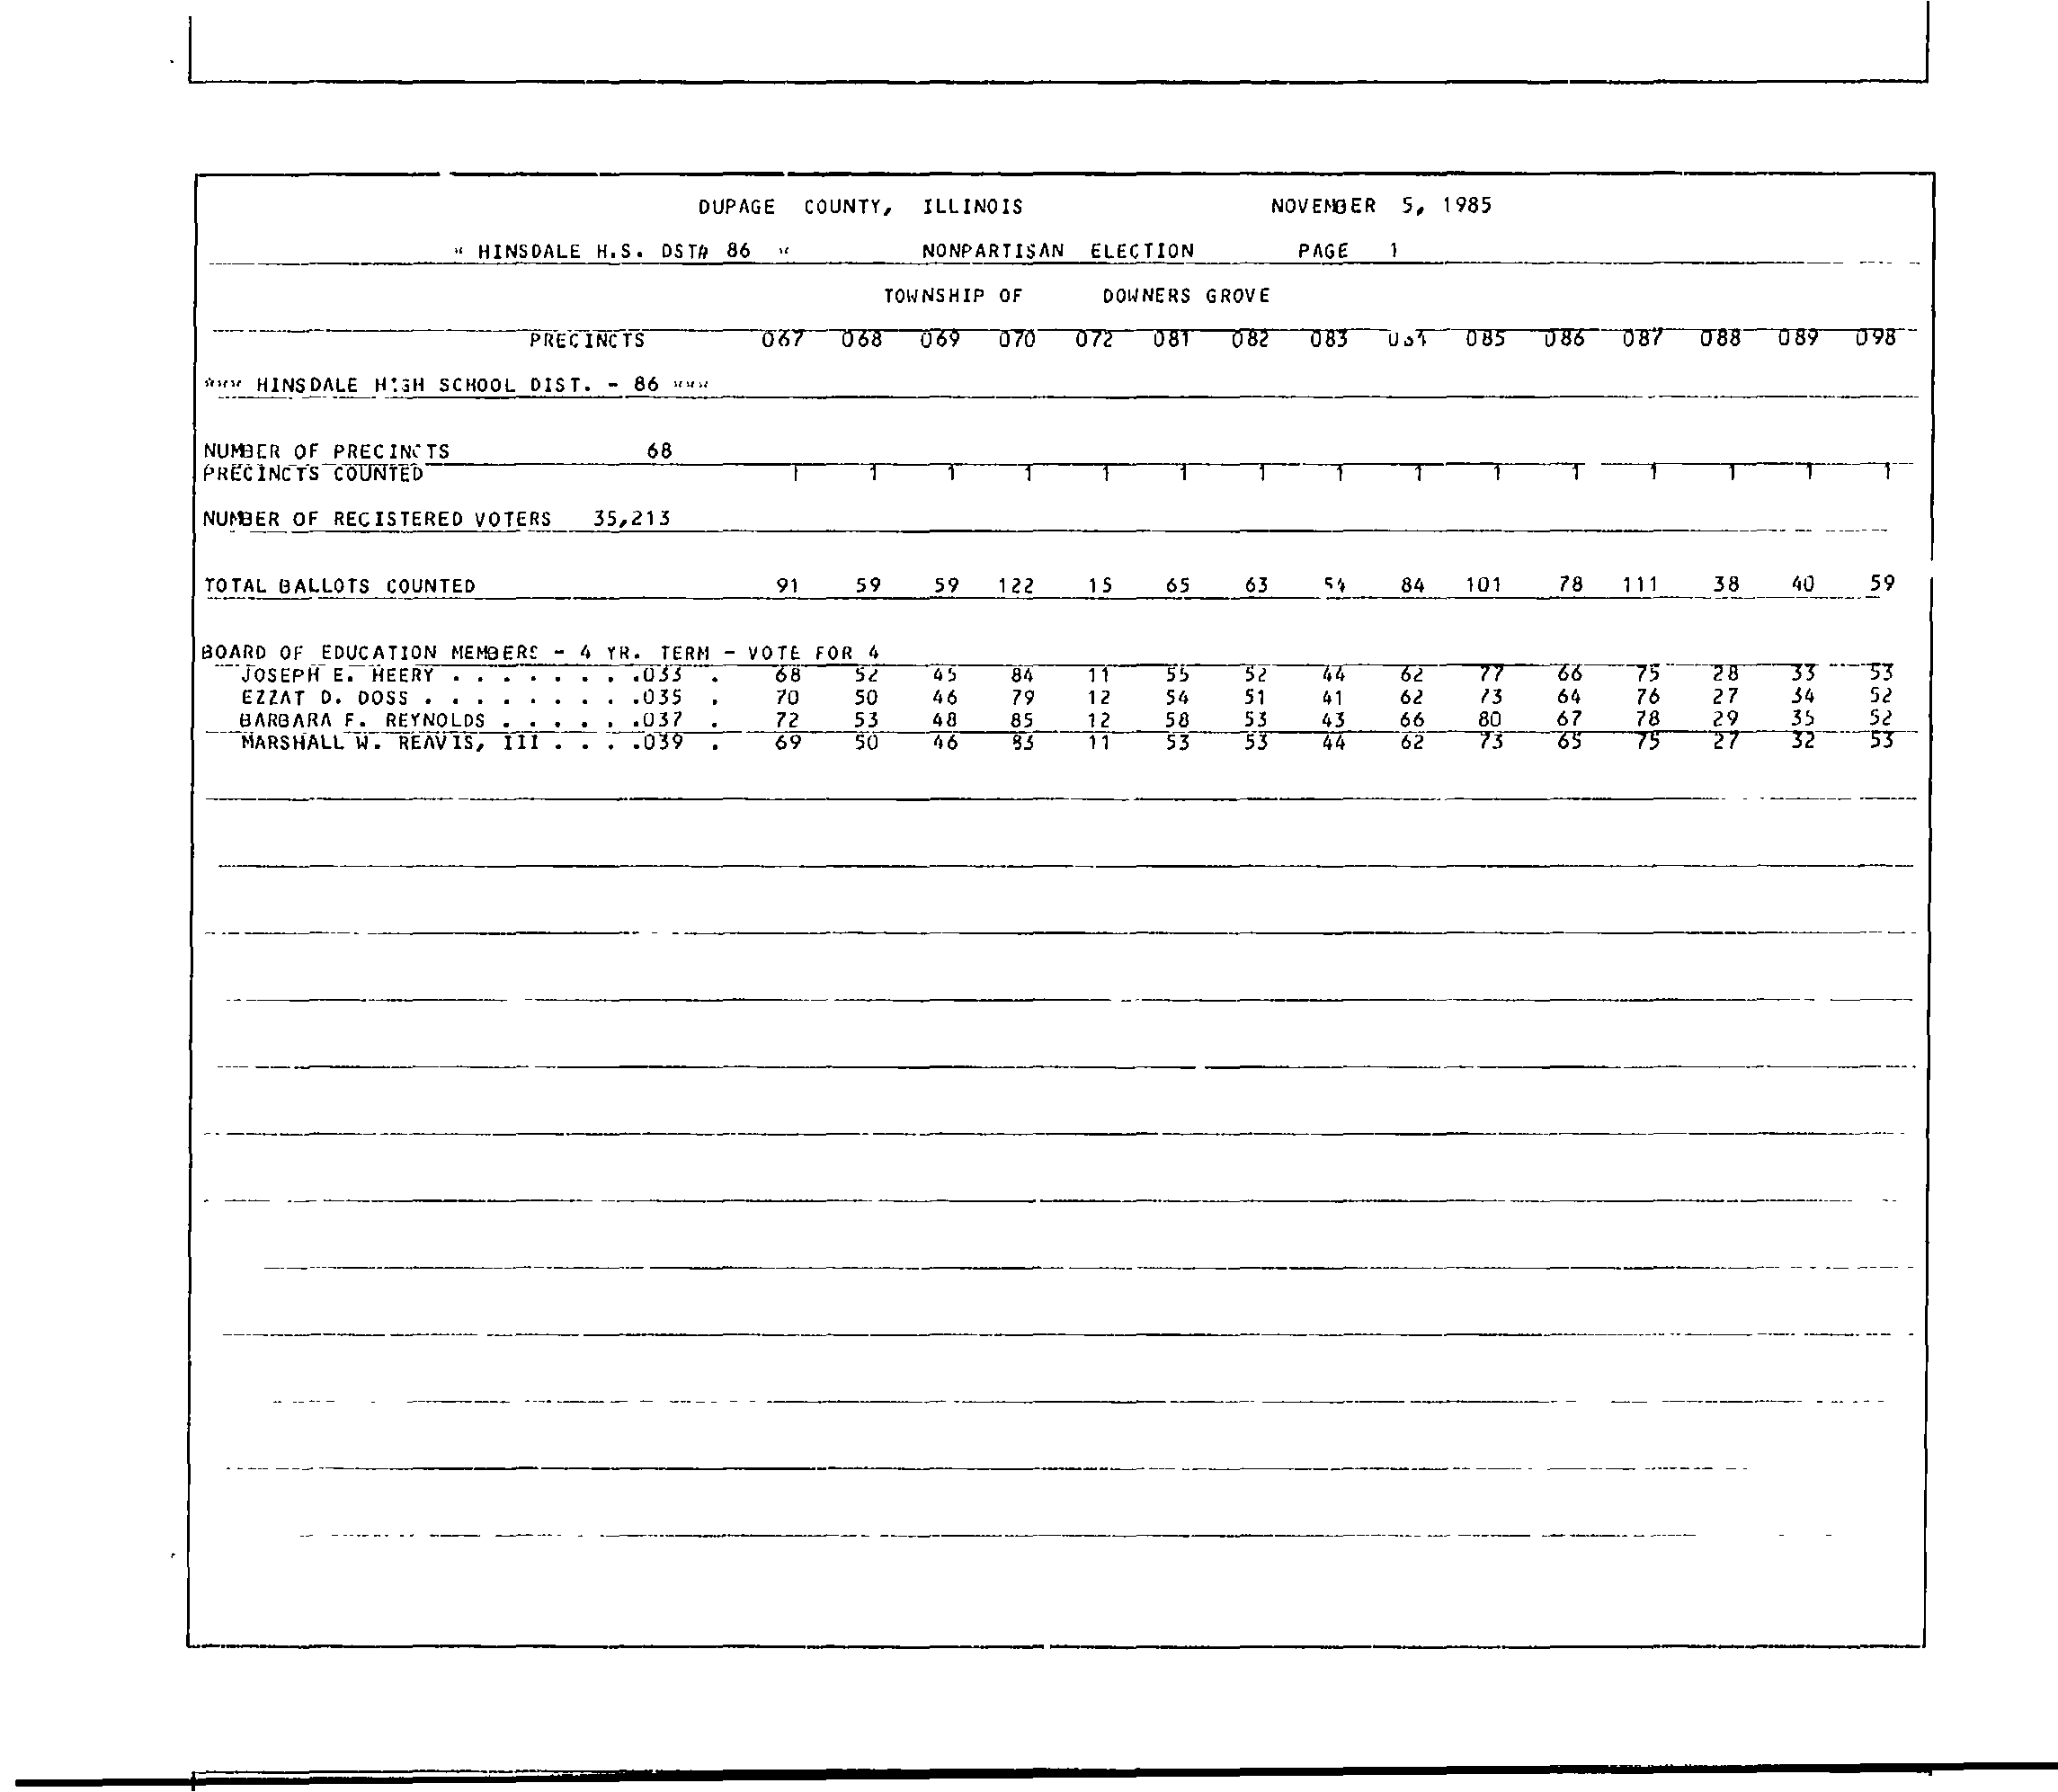 DUPAGE COUNTY, ILLINOIS NOVEMBER 5, 1985
* HINSDALE H.S. DST# 86 * NONPARTISAN ELECTION PAGE 1
TOWNSHIP OF DOWNERS GROVE
PRECINCTS 067 068 069 070 072 081 082 083 085 086 087 088 089 098
*** HINSDALE HIGH SCHOOL DIST. - 86 ***
NUMBER OF PRECINCTS 68
PRECINCTS COUNTED 1 1 1 1 1 1 1 1 1 1 1 1 1 1 1
NUMBER OF REGISTERED VOTERS 35,213
TOTAL BALLOTS COUNTED 91 59 59 122 15 65 63 54 84 101 78 111 38 40 59
BOARD OF EDUCATION MEMBERS - 4 YR. TERM - VOTE FOR 4
JOSEPH E. HEERY . . . . . . . .033 . 68 52 45 84 11 55 52 44 62 77 66 75 28 33 53
EZZAT D. DOSS . . . . . . . . .035 . 70 50 46 79 12 54 51 41 62 73 64 76 27 34 52
BARBARA F. REYNOLDS . . . . . .037 . 72 53 48 85 12 58 53 43 66 80 67 78 29 35 52
MARSHALL W. REAVIS, III . . . .039 . 69 50 46 83 11 53 53 44 62 73 65 75 27 32 53